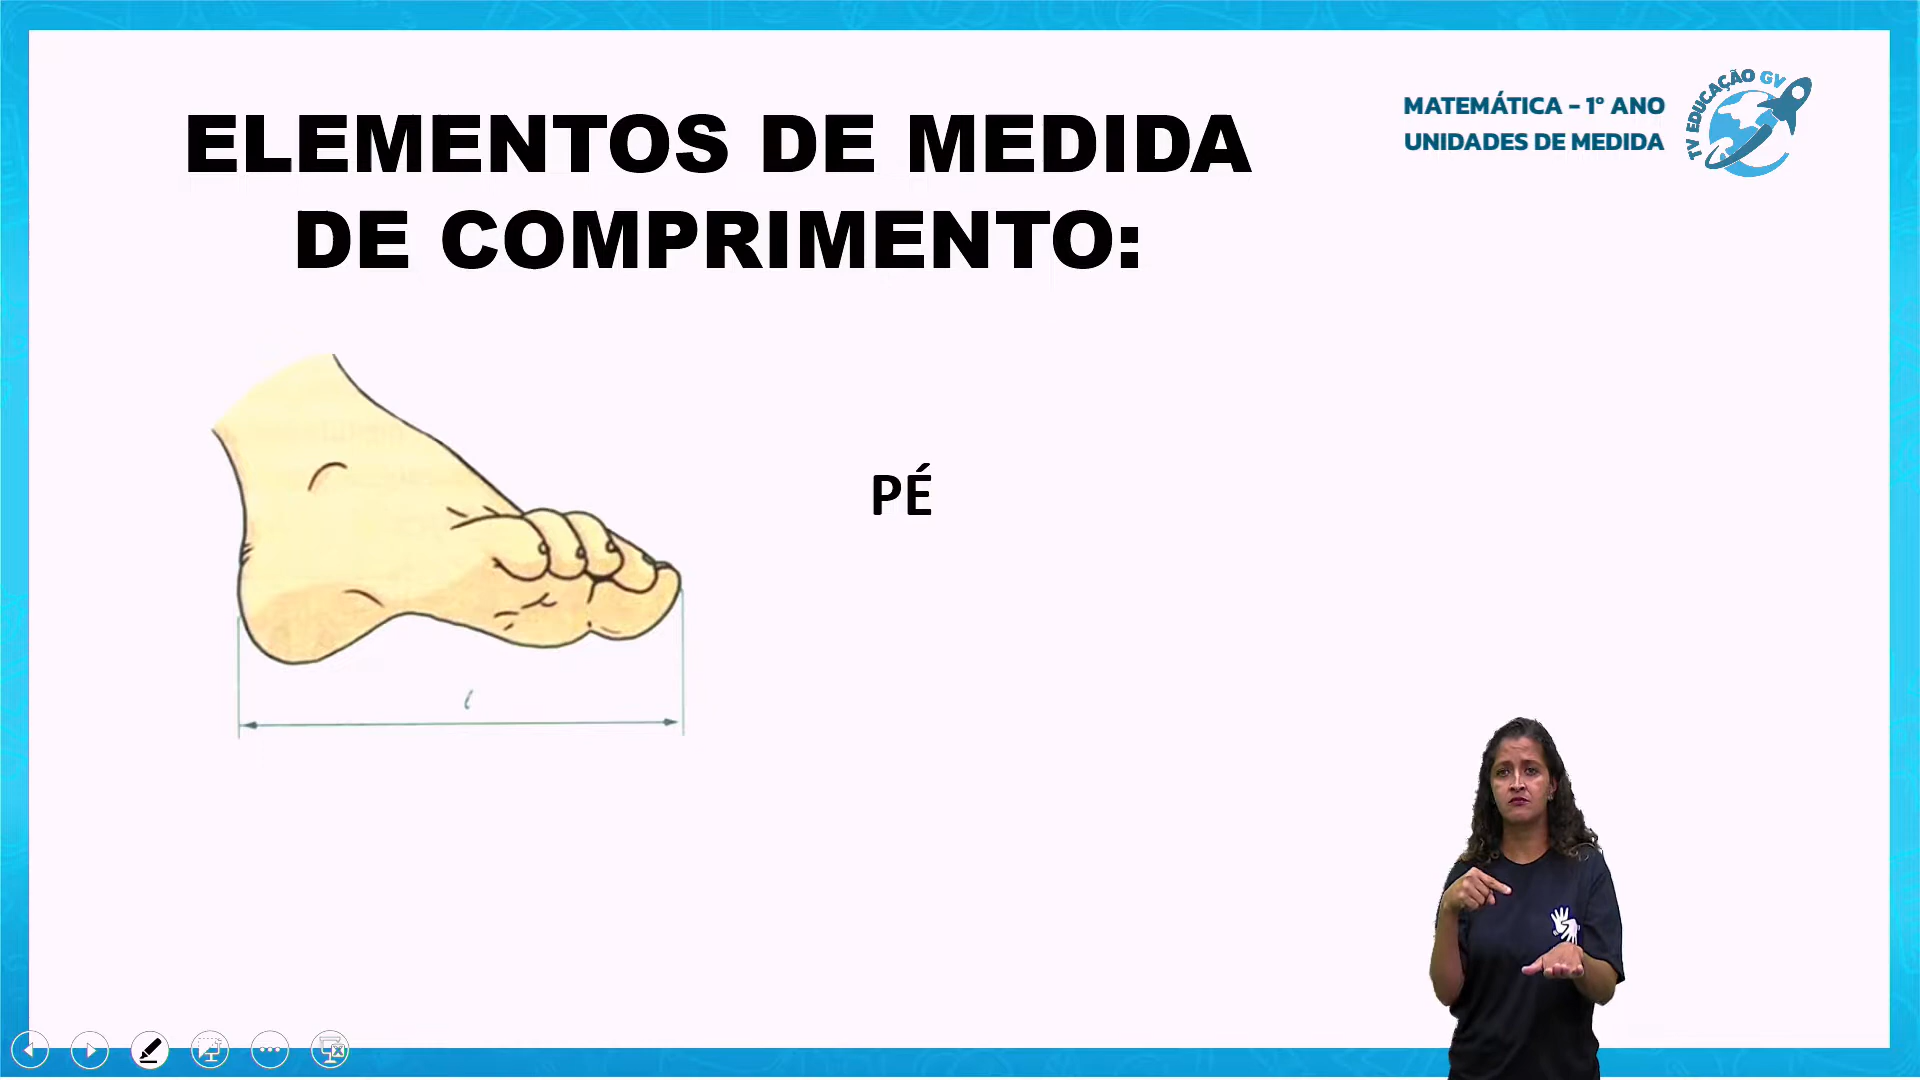 ELEMENTOS DE MEDIDA
DE COMPRIMENTO:
MATEMÁTICA - 1º ANO
UNIDADES DE MEDIDA
TV EDUCAÇÃO GV
PÉ
l